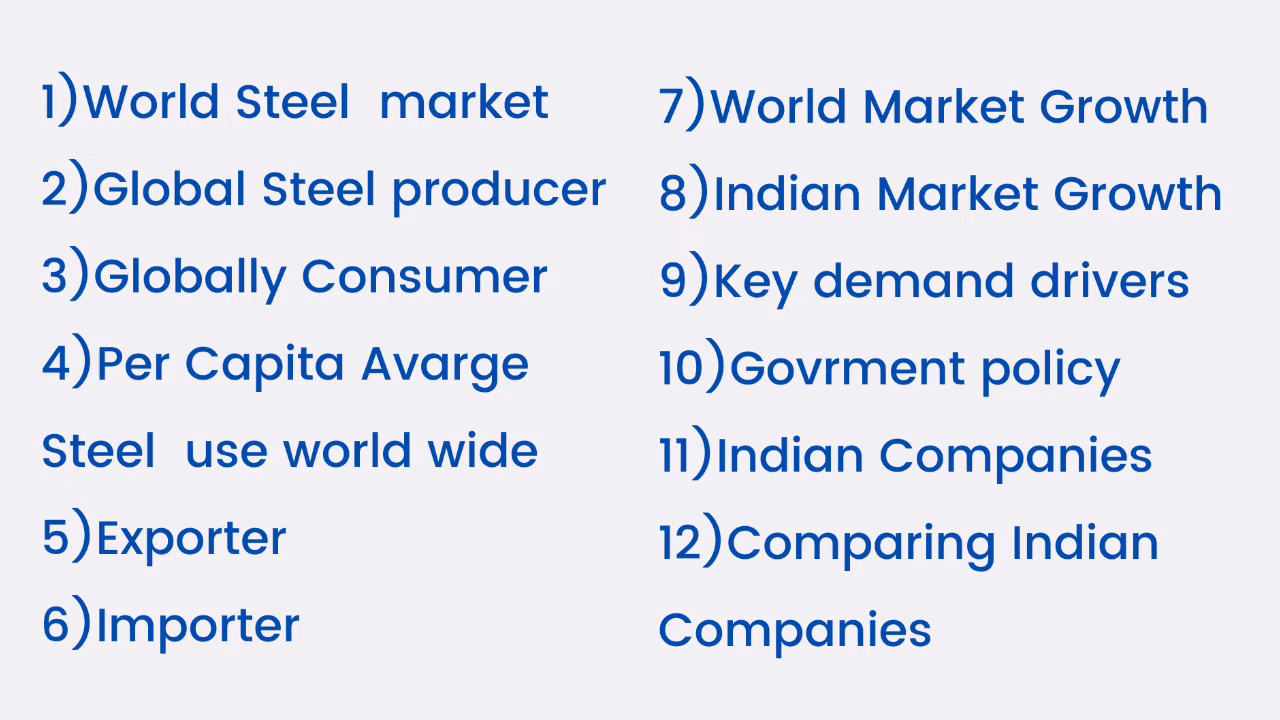 1)World Steel  market
2)Global Steel producer
3)Globally Consumer
4)Per Capita Avarge
Steel  use world wide
5)Exporter
6)Importer
7)World Market Growth
8)Indian Market Growth
9)Key demand drivers
10)Govrment policy
11)Indian Companies
12)Comparing Indian
Companies